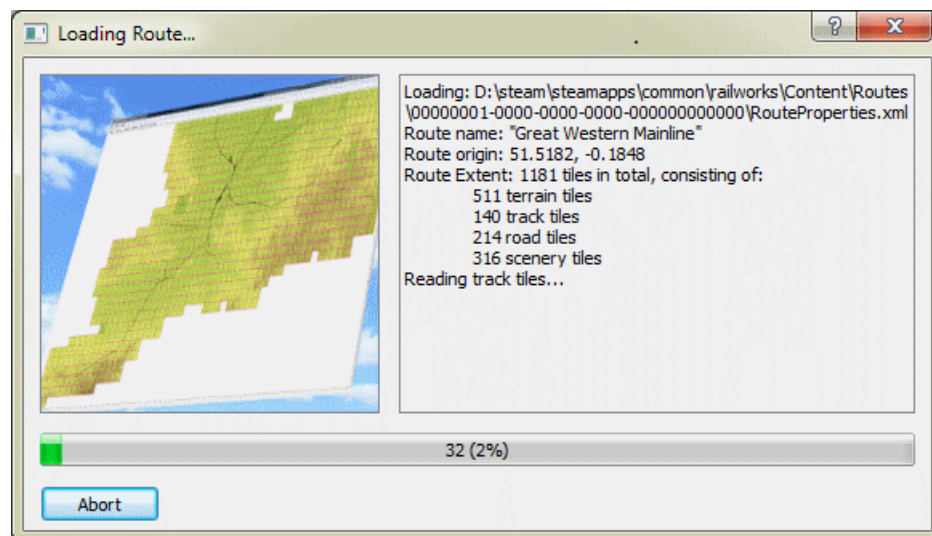 Loading Route...
Loading: D:\steam\steamapps\common\railworks\Content\Routes
\00000001-0000-0000-0000-000000000000\RouteProperties.xml
Route name: "Great Western Mainline"
Route origin: 51.5182, -0.1848
Route Extent: 1181 tiles in total, consisting of:
511 terrain tiles
140 track tiles
214 road tiles
316 scenery tiles
Reading track tiles...
32 (2%)
Abort